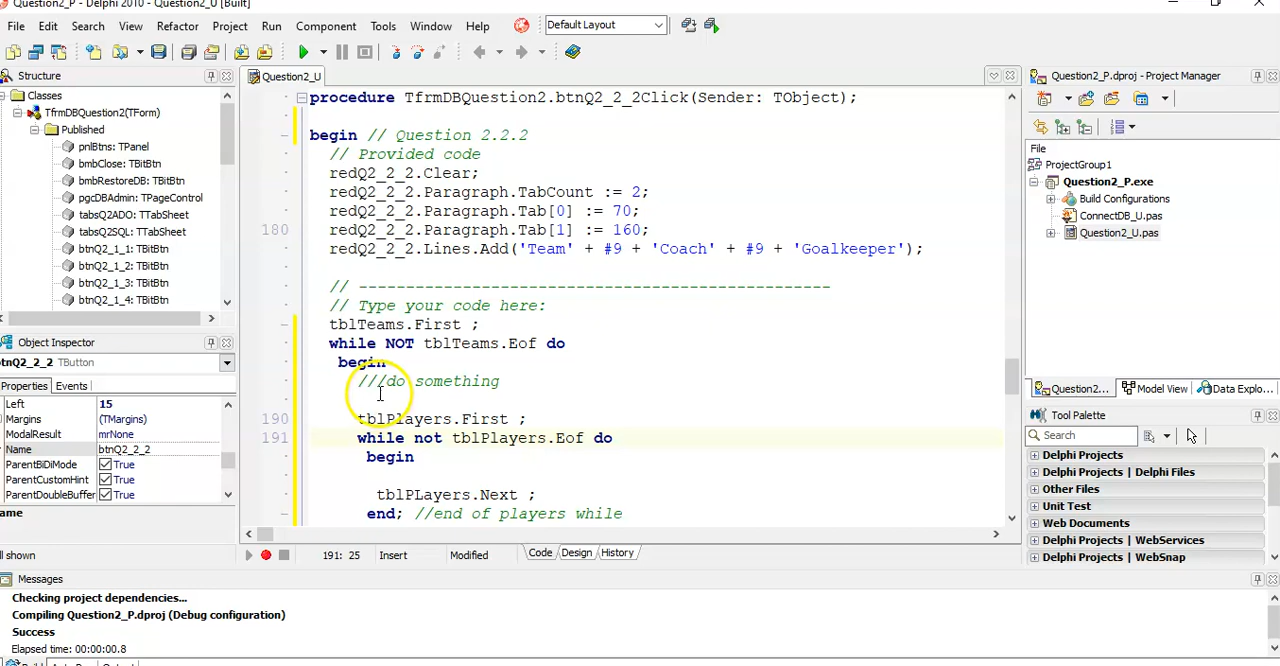 Question2_P - Delphi 2010 - Question2_U [Built]
File Edit Search View Refactor Project Run Component Tools Window Help Default Layout
Structure
Classes
TfrmDBQuestion2(TForm)
Published
pnlBtns: TPanel
bmbClose: TBitBtn
bmbRestoreDB: TBitBtn
pgcDBAdmin: TPageControl
tabsQ2ADO: TTabSheet
tabsQ2SQL: TTabSheet
btnQ2_1_1: TBitBtn
btnQ2_1_2: TBitBtn
btnQ2_1_3: TBitBtn
btnQ2_1_4: TBitBtn
Object Inspector
tnQ2_2_2 TButton
Properties Events
Left 15
Margins (TMargins)
ModalResult mrNone
Name btnQ2_2_2
ParentBiDiMode True
ParentCustomHint True
ParentDoubleBuffer True
ame
ll shown
Question2_U
procedure TfrmDBQuestion2.btnQ2_2_2Click(Sender: TObject);
begin // Question 2.2.2
// Provided code
redQ2_2_2.Clear;
redQ2_2_2.Paragraph.TabCount := 2;
redQ2_2_2.Paragraph.Tab[0] := 70;
180 redQ2_2_2.Paragraph.Tab[1] := 160;
redQ2_2_2.Lines.Add('Team' + #9 + 'Coach' + #9 + 'Goalkeeper');
// --------------------------------------------------
// Type your code here:
tblTeams.First ;
while NOT tblTeams.Eof do
begin
///do something
190 tblPlayers.First ;
191 while not tblPlayers.Eof do
begin
tblPLayers.Next ;
end; //end of players while
191: 25 Insert Modified Code Design History
Question2_P.dproj - Project Manager
File
ProjectGroup1
Question2_P.exe
Build Configurations
ConnectDB_U.pas
Question2_U.pas
Question2... Model View Data Explo...
Tool Palette
Search
Delphi Projects
Delphi Projects | Delphi Files
Other Files
Unit Test
Web Documents
Delphi Projects | WebServices
Delphi Projects | WebSnap
Messages
Checking project dependencies...
Compiling Question2_P.dproj (Debug configuration)
Success
Elapsed time: 00:00:00.8